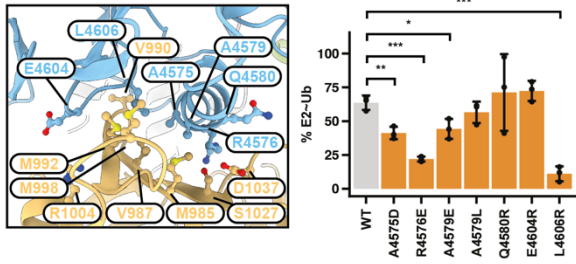 L4606
V990
A4579
E4604
A4575
Q4580
R4576
M992
M998
D1037
R1004
V987
M985
S1027
***
*
***
**
% E2~Ub
100
75
50
25
0
WT
A4575D
R4576E
A4579E
A4579L
Q4580R
E4604R
L4606R